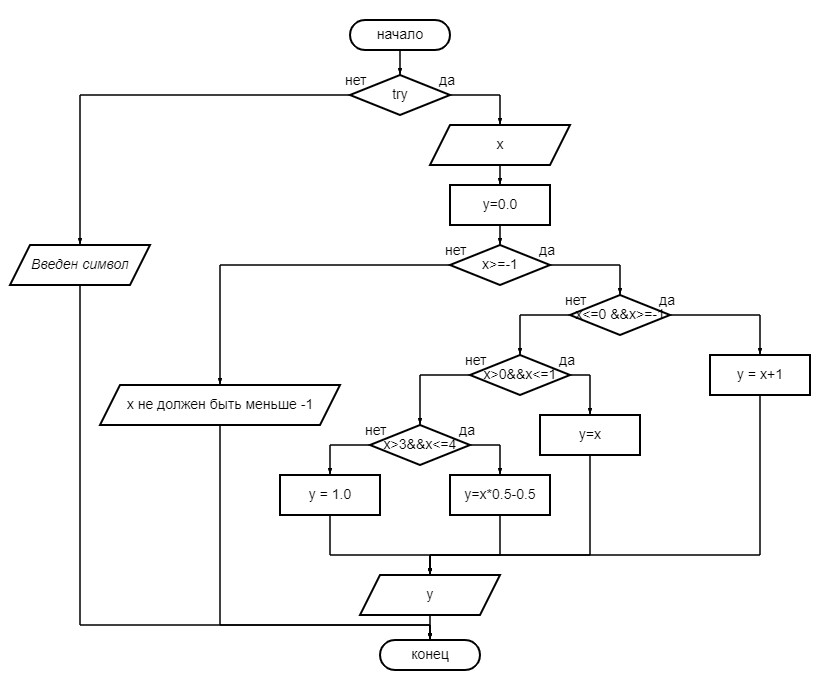 начало
нет
да
try
x
y=0.0
нет
да
Введен символ
x>=-1
нет
да
x<=0 &&x>=-1
нет
да
x>0&&x<=1
y = x+1
x не должен быть меньше -1
y=x
нет
да
x>3&&x<=4
y = 1.0
y=x*0.5-0.5
y
конец